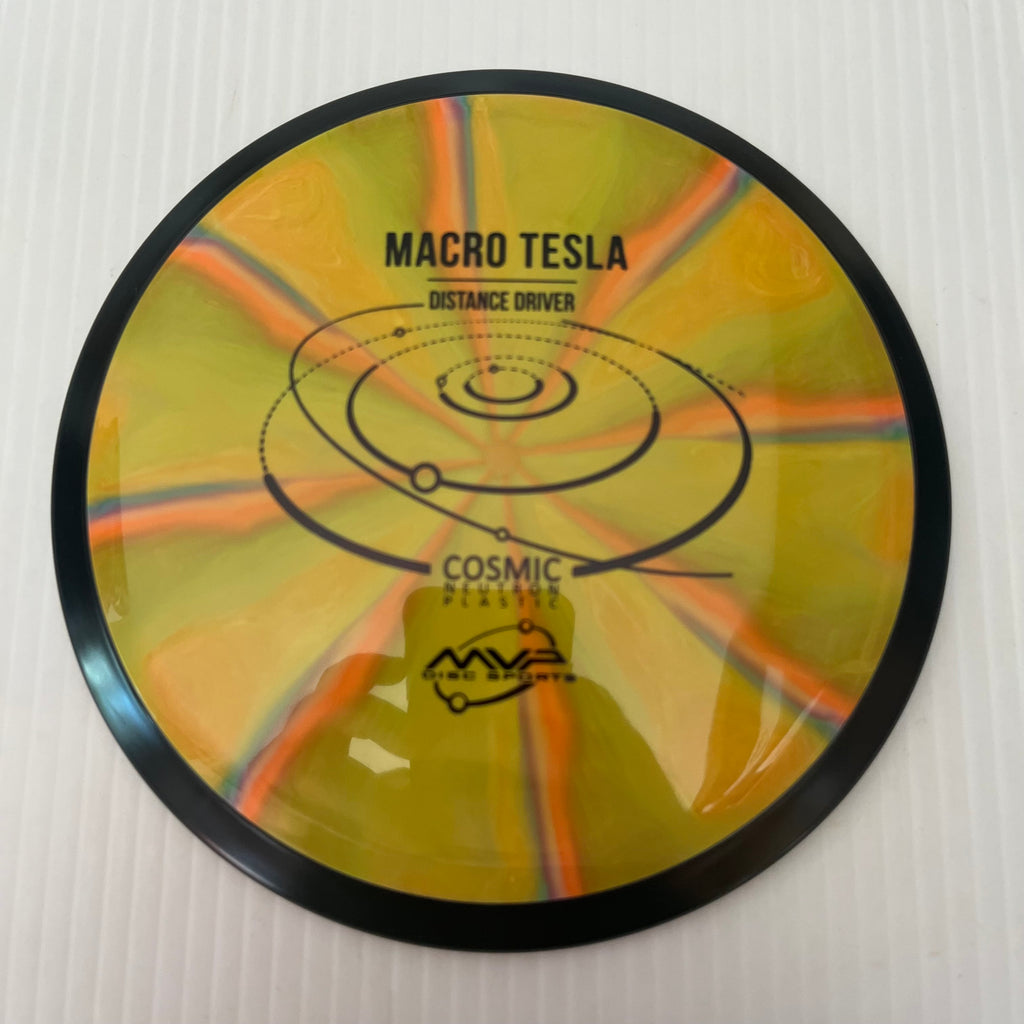 MACRO TESLA
DISTANCE DRIVER
COSMIC
NEUTRON
PLASTIC
MVP
DISC SPORTS